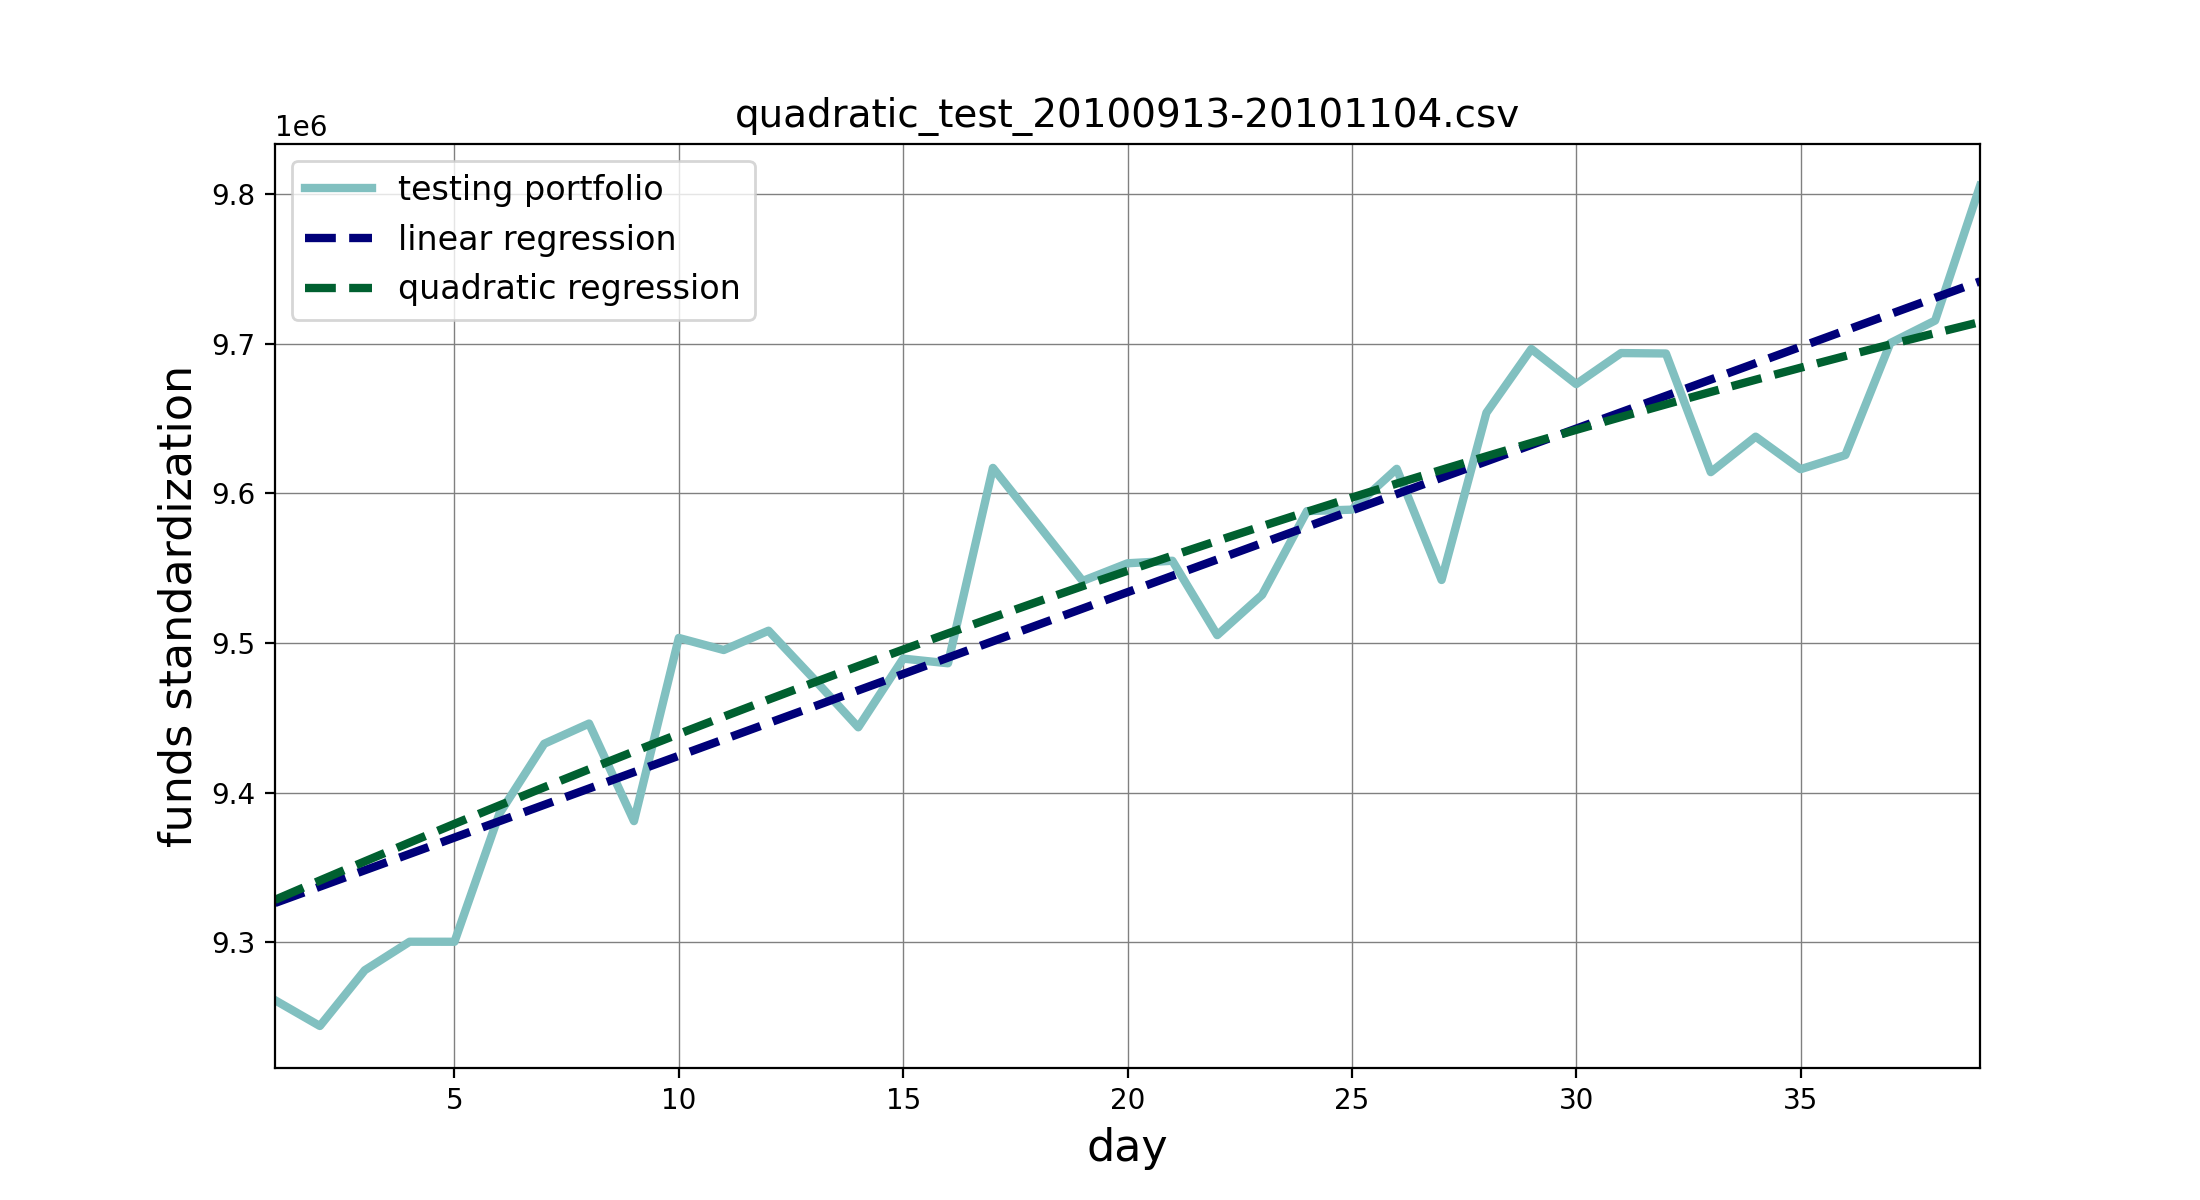 quadratic_test_20100913-20101104.csv
1e6
testing portfolio
linear regression
quadratic regression
9.8
9.7
9.6
9.5
9.4
9.3
funds standardization
5 10 15 20 25 30 35
day